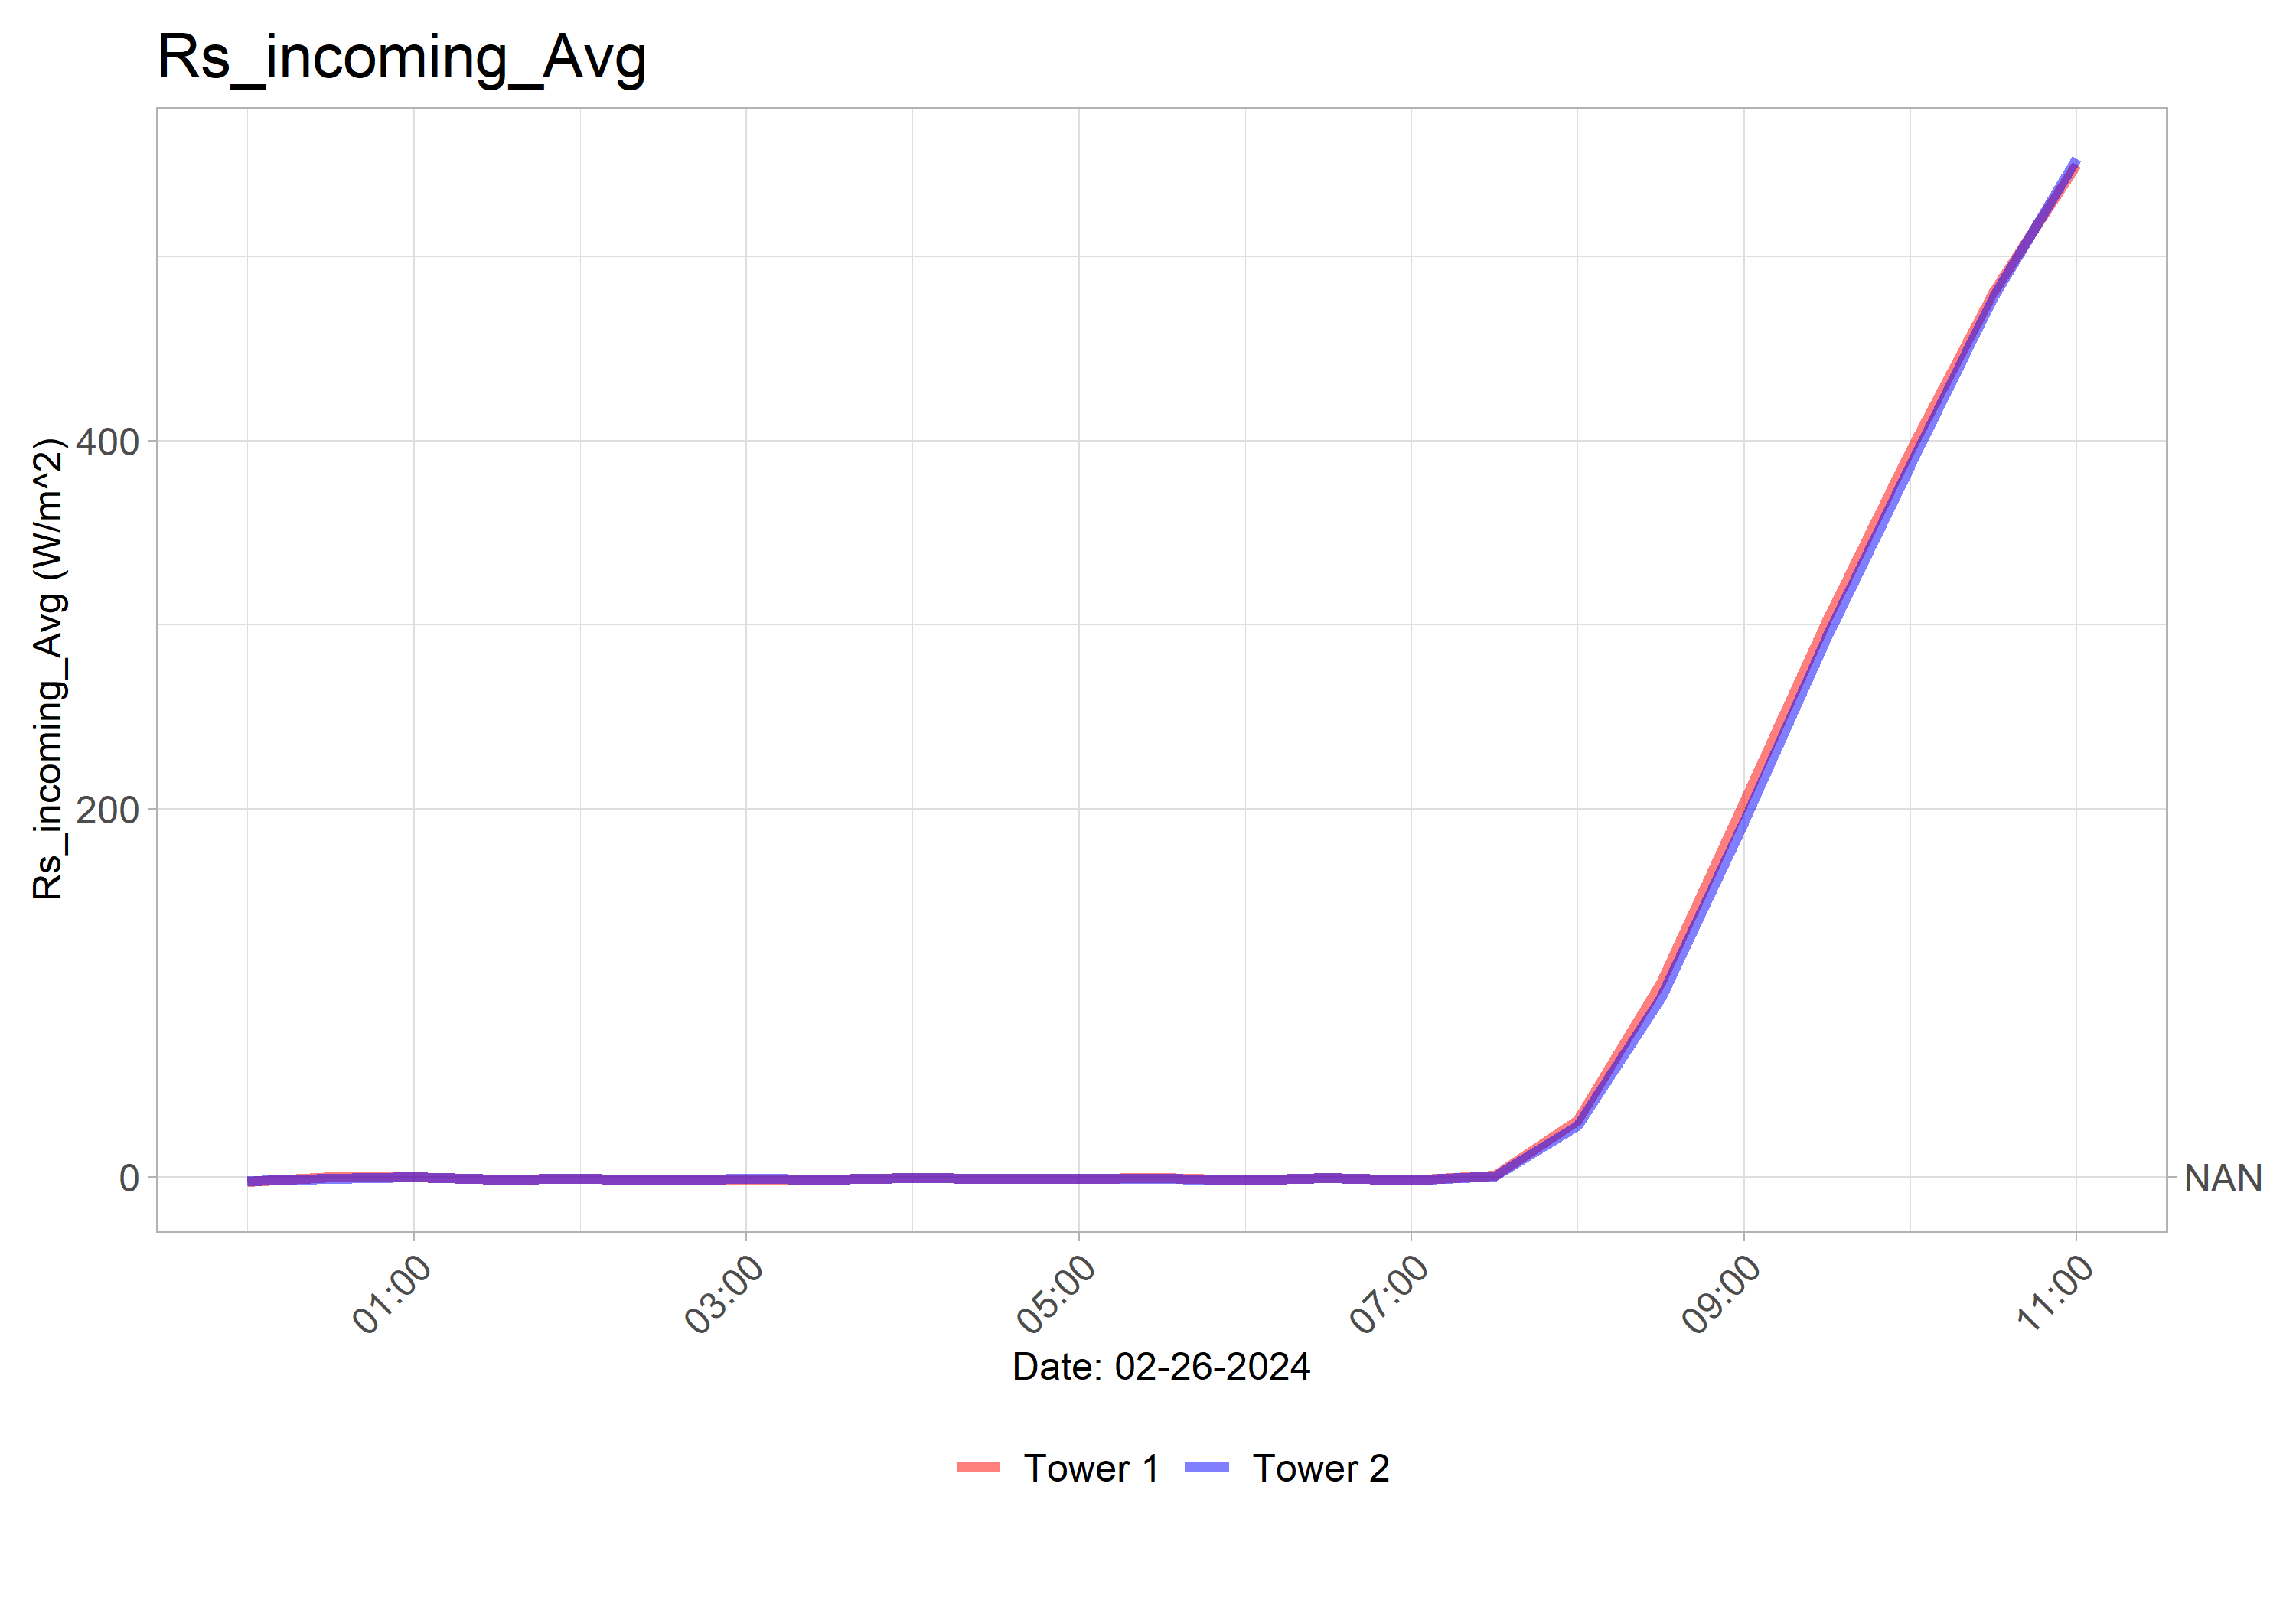 Rs_incoming_Avg
Rs_incoming_Avg (W/m^2)
400
200
0
NAN
01:00 03:00 05:00 07:00 09:00 11:00
Date: 02-26-2024
Tower 1 Tower 2